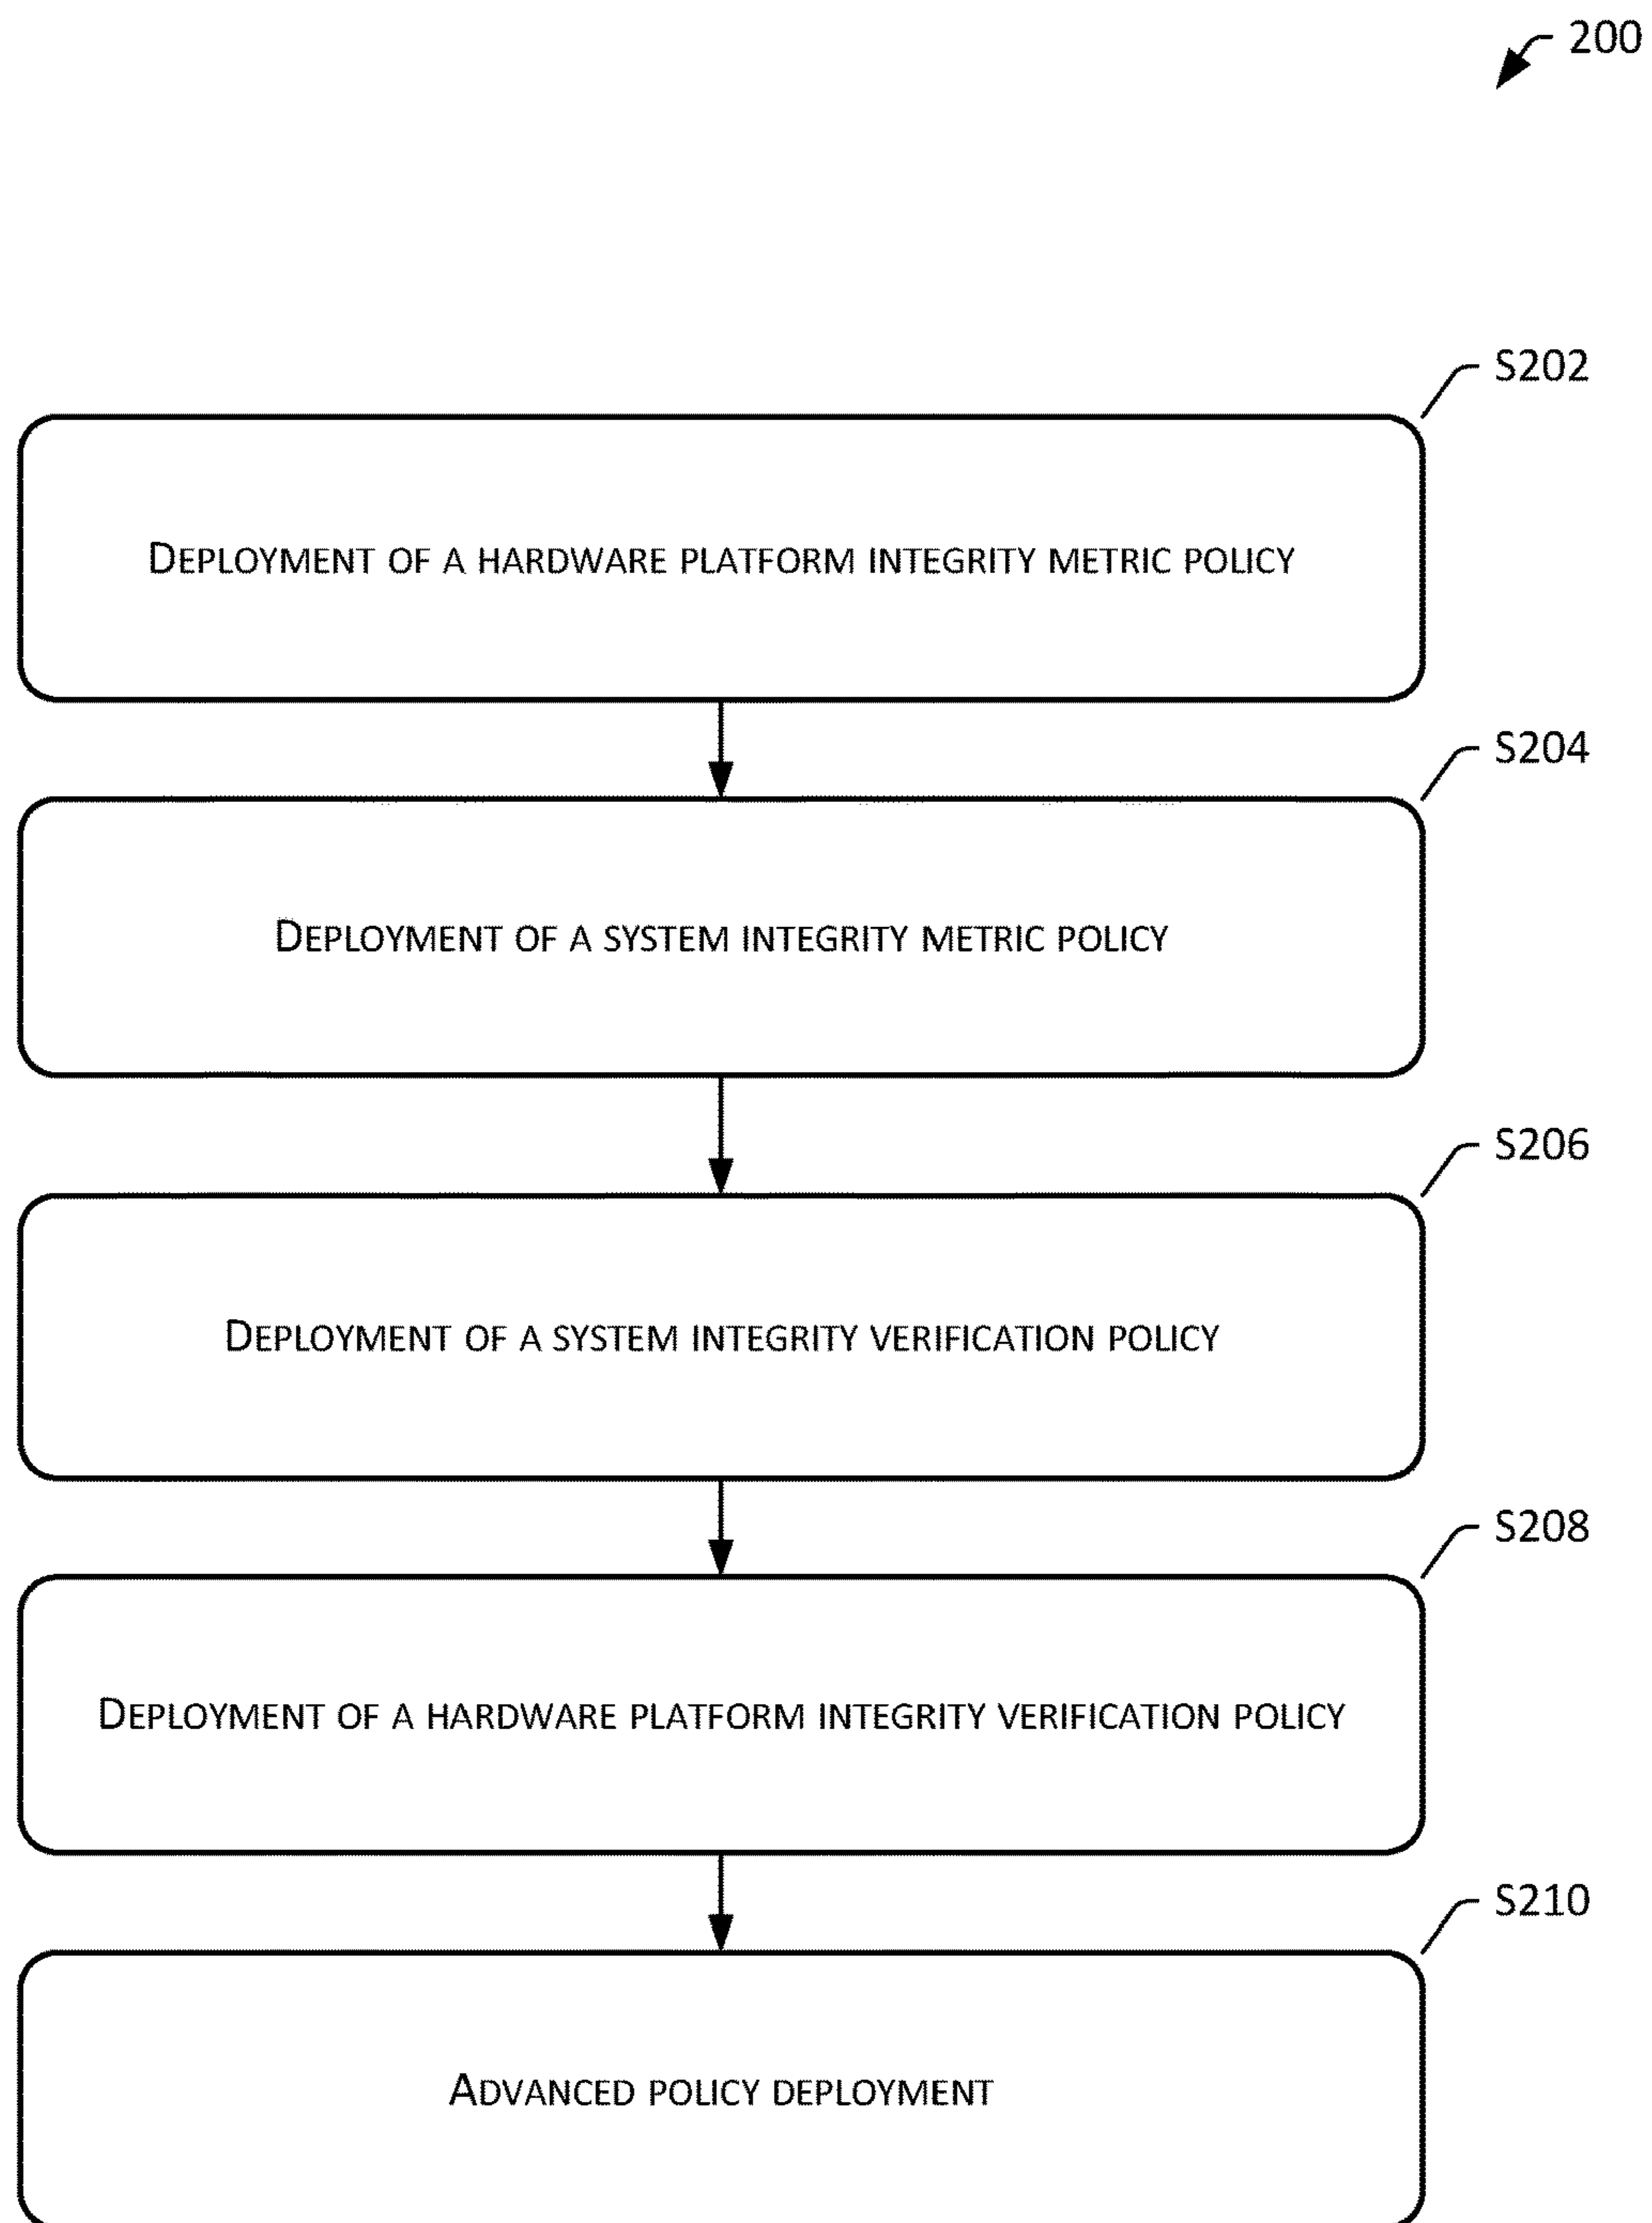 200
S202
DEPLOYMENT OF A HARDWARE PLATFORM INTEGRITY METRIC POLICY
S204
DEPLOYMENT OF A SYSTEM INTEGRITY METRIC POLICY
S206
DEPLOYMENT OF A SYSTEM INTEGRITY VERIFICATION POLICY
S208
DEPLOYMENT OF A HARDWARE PLATFORM INTEGRITY VERIFICATION POLICY
S210
ADVANCED POLICY DEPLOYMENT